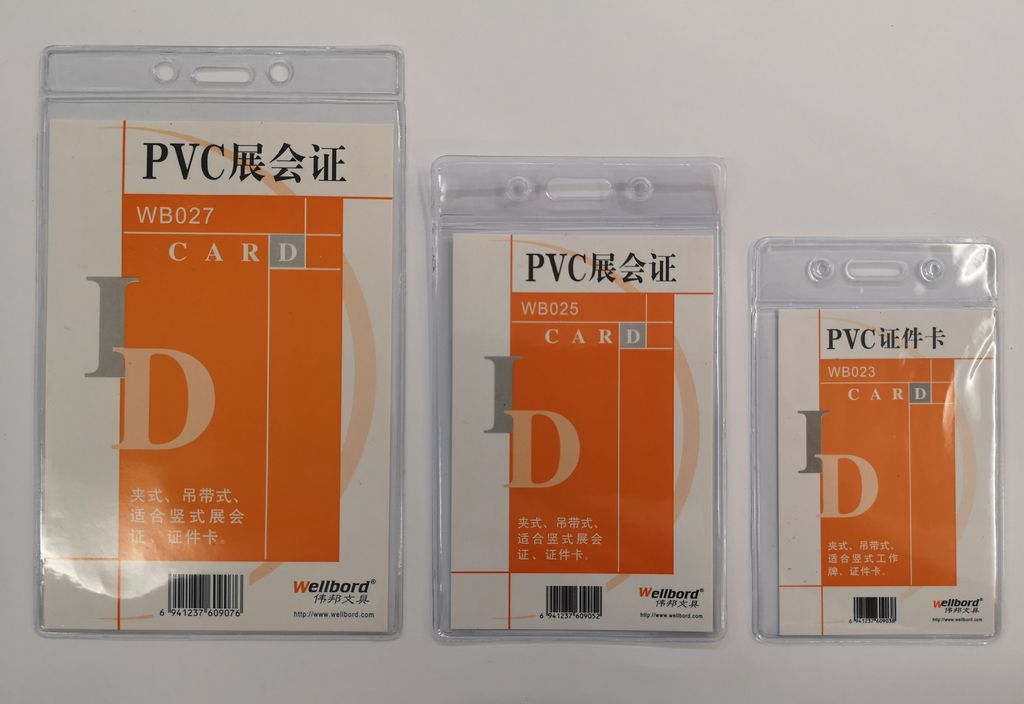 PVC展会证
WB027
CARD
ID
夹式、吊带式、
适合竖式展会
证、证件卡。
6 941237 609076
Wellbord®
伟邦文具
http://www.wellbord.com
PVC展会证
WB025
CARD
ID
夹式、吊带式、
适合竖式展会
证、证件卡。
6 941237 609052
Wellbord®
伟邦文具
http://www.wellbord.com
PVC证件卡
WB023
CARD
ID
夹式、吊带式、
适合竖式工作
牌、证件卡。
6 941237 609038
Wellbord®
伟邦文具
http://www.wellbord.com